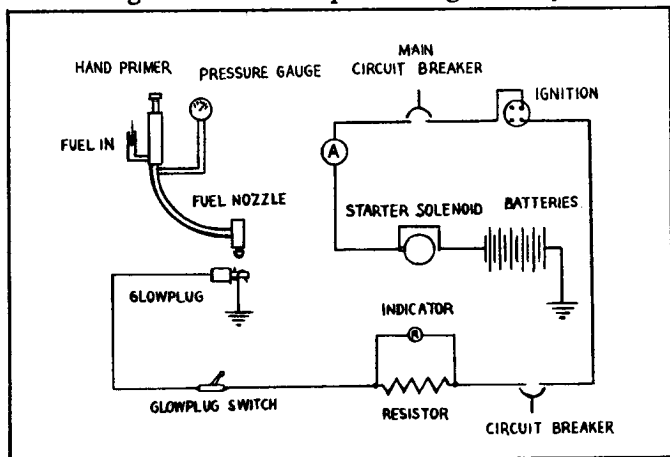 MAIN
CIRCUIT BREAKER
HAND PRIMER
PRESSURE GAUGE
IGNITION
FUEL IN
A
FUEL NOZZLE
STARTER SOLENOID
BATTERIES
GLOWPLUG
INDICATOR
R
GLOWPLUG SWITCH
RESISTOR
CIRCUIT BREAKER